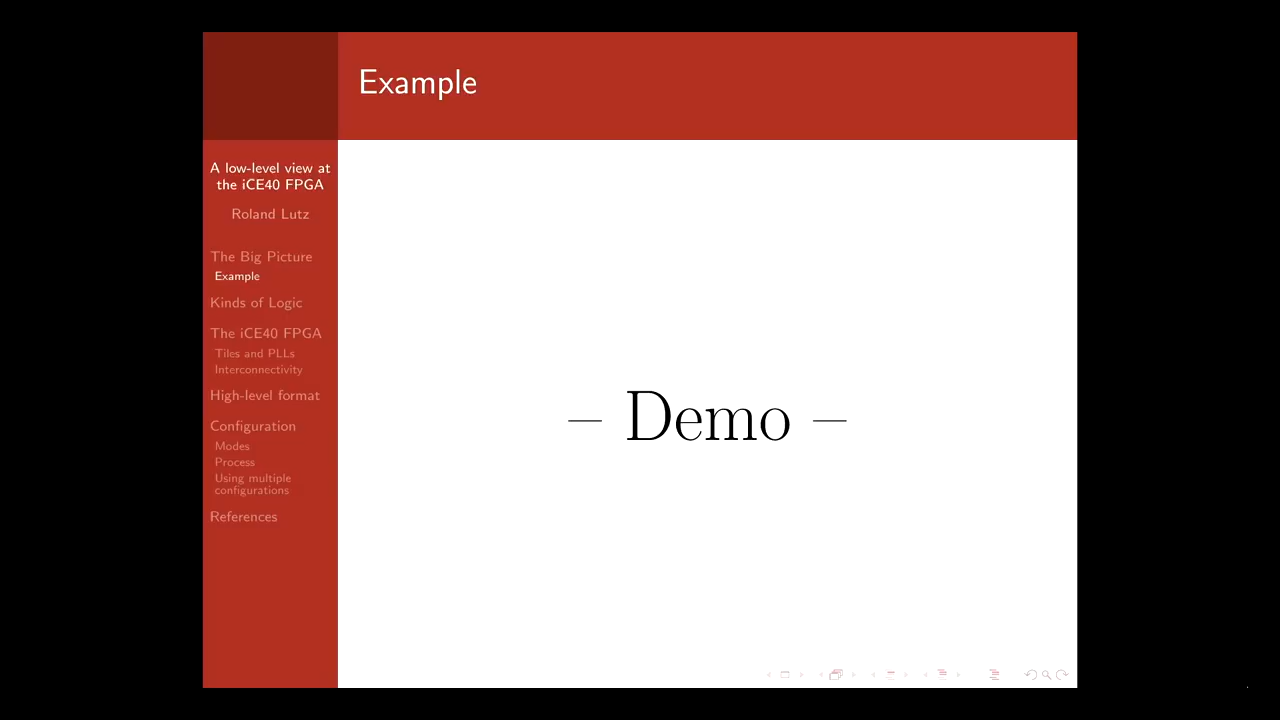 Example
A low-level view at
the iCE40 FPGA
Roland Lutz
The Big Picture
Example
Kinds of Logic
The iCE40 FPGA
Tiles and PLLs
Interconnectivity
High-level format
Configuration
Modes
Process
Using multiple
configurations
References
– Demo –